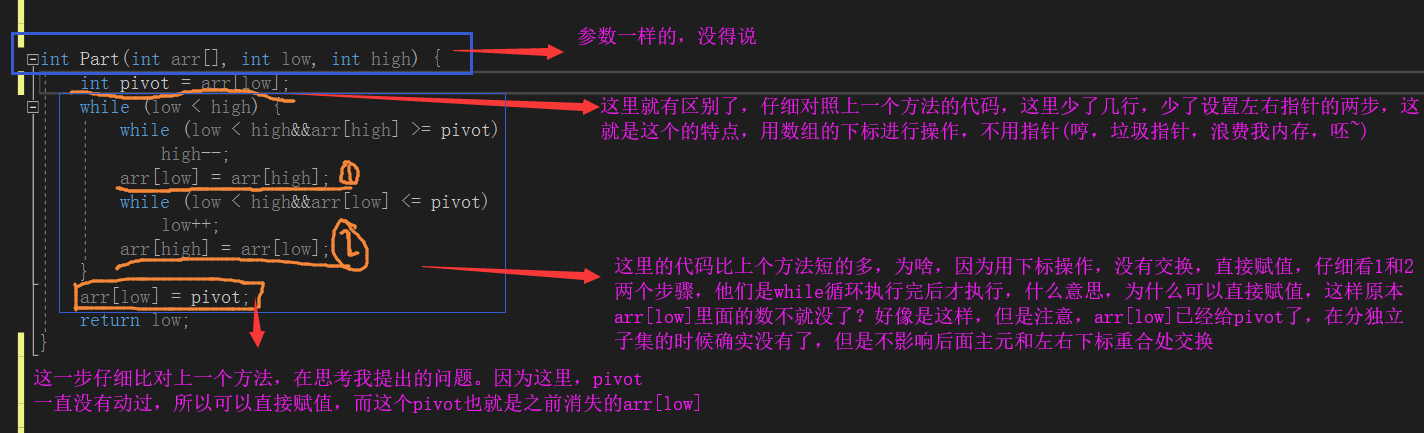 参数一样的，没得说
int Part(int arr[], int low, int high) {
int pivot = arr[low];
while (low < high) {
while (low < high&&arr[high] >= pivot)
high--;
arr[low] = arr[high]; 1
while (low < high&&arr[low] <= pivot)
low++;
arr[high] = arr[low]; 2
}
arr[low] = pivot;
return low;
}
这里就有区别了，仔细对照上一个方法的代码，这里少了几行，少了设置左右指针的两步，这
就是这个的特点，用数组的下标进行操作，不用指针(哼，垃圾指针，浪费我内存，呸~)
这里的代码比上个方法短的多，为啥，因为用下标操作，没有交换，直接赋值，仔细看1和2
两个步骤，他们是while循环执行完后才执行，什么意思，为什么可以直接赋值，这样原本
arr[low]里面的数不就没了？好像是这样，但是注意，arr[low]已经给pivot了，在分独立
子集的时候确实没有了，但是不影响后面主元和左右下标重合处交换
这一步仔细比对上一个方法，在思考我提出的问题。因为这里，pivot
一直没有动过，所以可以直接赋值，而这个pivot也就是之前消失的arr[low]